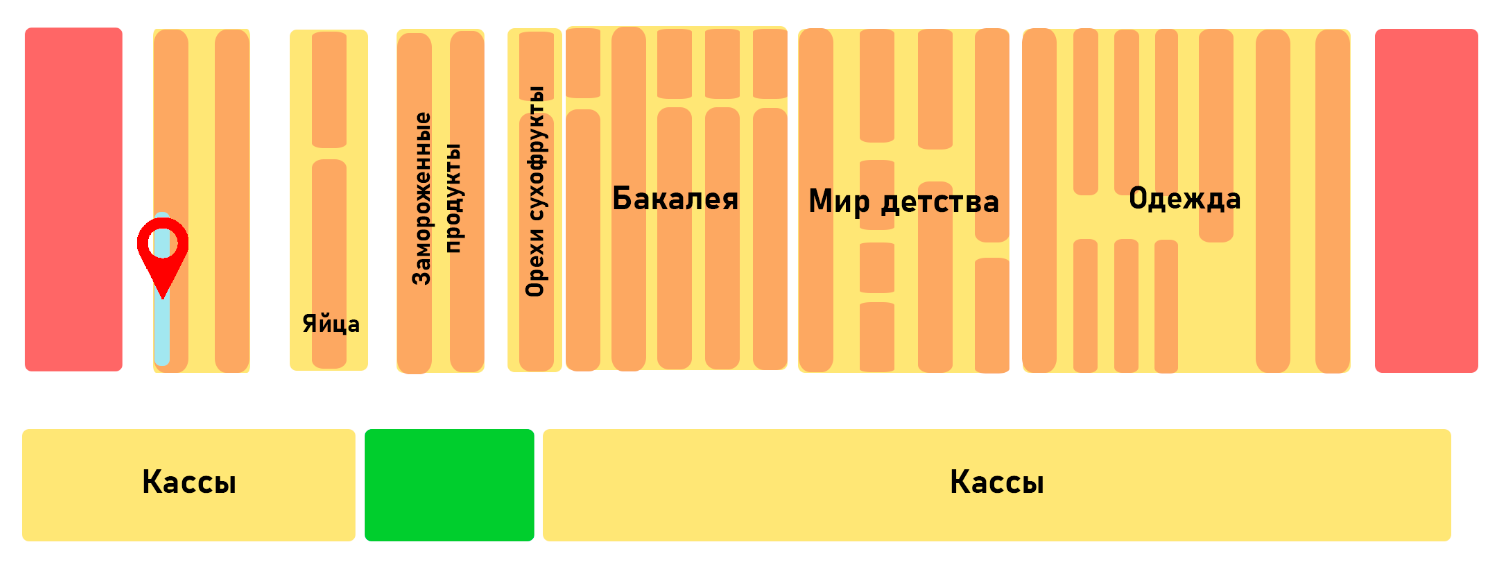 Яйца
Замороженные
продукты
Орехи сухофрукты
Бакалея
Мир детства
Одежда
Кассы
Кассы